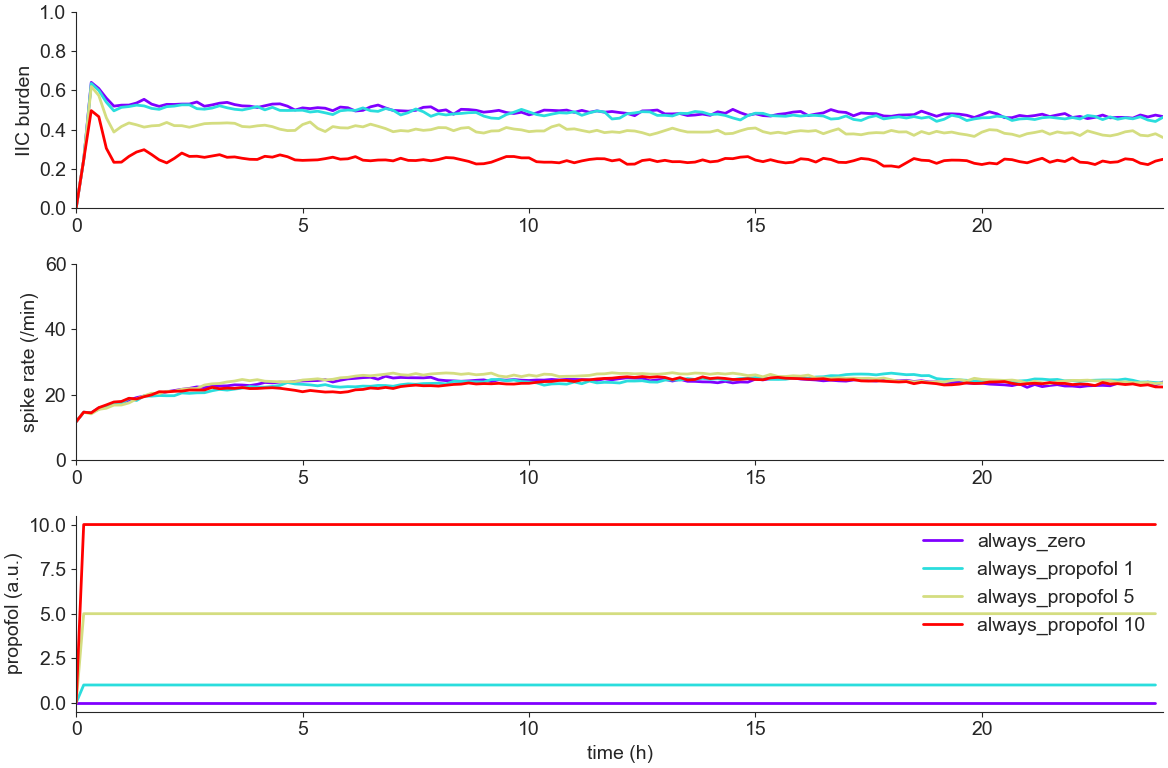 1.0
0.8
0.6
0.4
0.2
0.0
IIC burden
0 5 10 15 20
60
40
20
0
spike rate (/min)
0 5 10 15 20
10.0
7.5
5.0
2.5
0.0
propofol (a.u.)
always_zero
always_propofol 1
always_propofol 5
always_propofol 10
0 5 10 15 20
time (h)